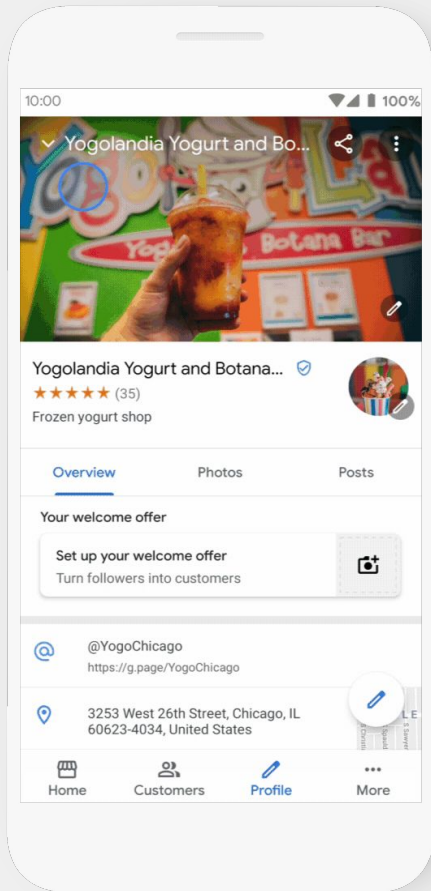 10:00
100%
Yogolandia Yogurt and Bo...
Botana Bar
Yogolandia Yogurt and Botana...
(35)
Frozen yogurt shop
Overview
Photos
Posts
Your welcome offer
Set up your welcome offer
Turn followers into customers
@YogoChicago
https://g.page/YogoChicago
3253 West 26th Street, Chicago, IL
60623-4034, United States
Home
Customers
Profile
More